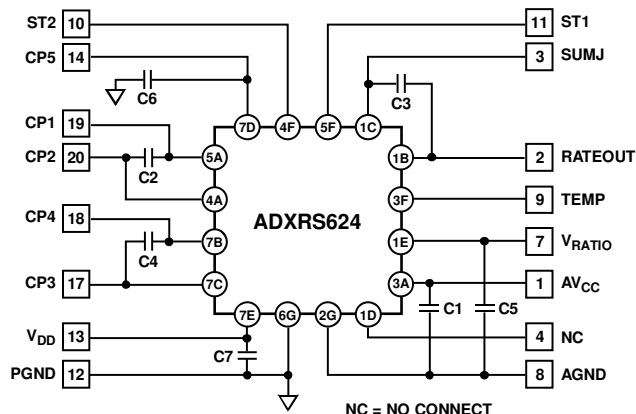 ST2 10
11 ST1
CP5 14
3 SUMJ
C6
C3
7D 4F 5F 1C
CP1 19
CP2 20
C2
5A
1B
2 RATEOUT
4A
3F
9 TEMP
ADXRS624
CP4 18
7B
1E
7 VRATIO
C4
CP3 17
7C
3A
1 AVCC
7E 6G 2G 1D
C1 C5
VDD 13
4 NC
C7
PGND 12
8 AGND
NC = NO CONNECT